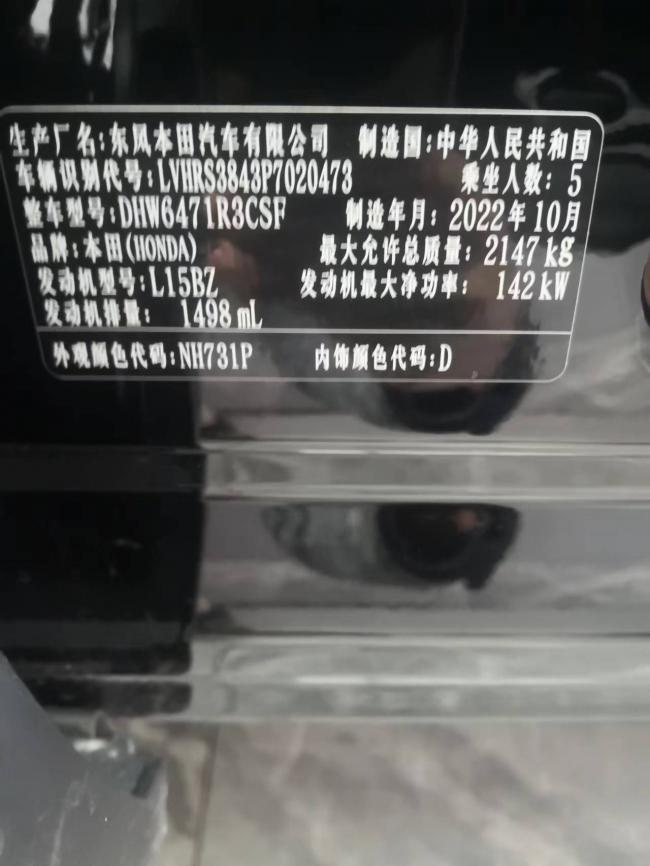 生产厂名:东风本田汽车有限公司 制造国:中华人民共和国
车辆识别代号:LVHRS3843P7020473 乘坐人数: 5
整车型号:DHW6471R3CSF 制造年月: 2022年10月
品牌:本田(HONDA) 最大允许总质量: 2147kg
发动机型号:L15BZ 发动机最大净功率: 142kW
发动机排量: 1498mL
外观颜色代码:NH731P 内饰颜色代码:D